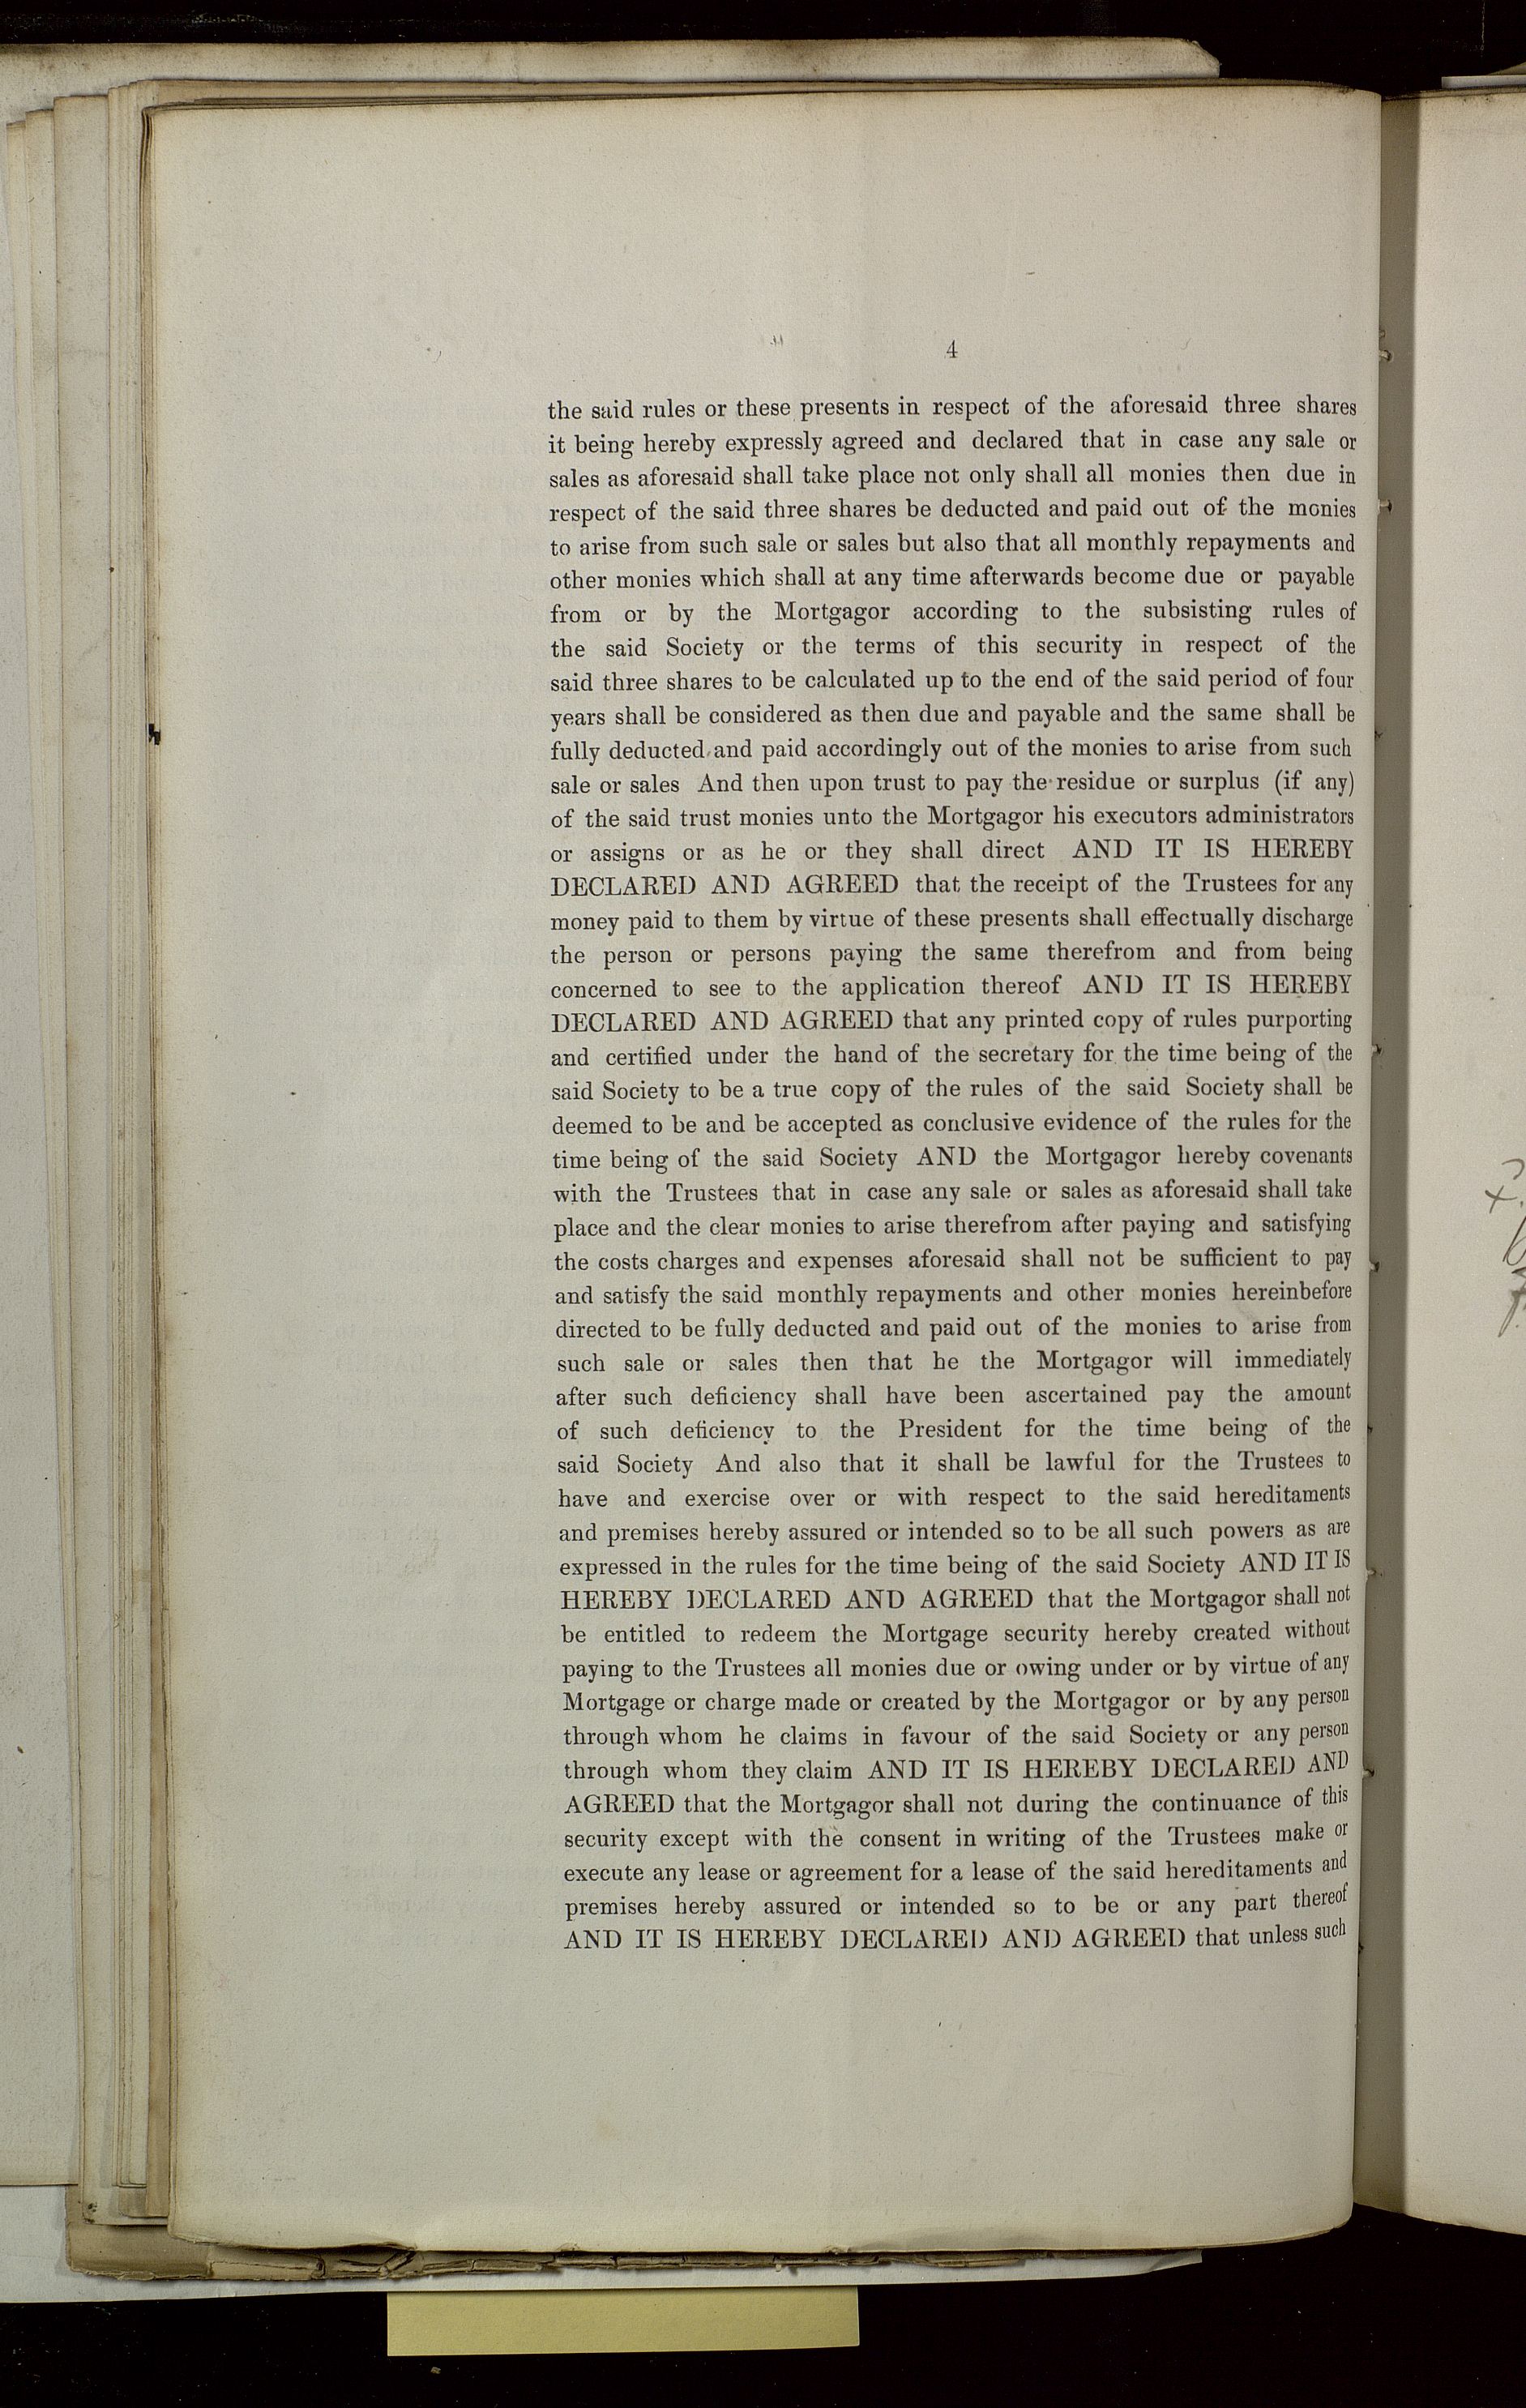 4
the said rules or these presents in respect of the aforesaid three shares
it being hereby expressly agreed and declared that in case any sale or
sales as aforesaid shall take place not only shall all monies then due in
respect of the said three shares be deducted and paid out of the monies
to arise from such sale or sales but also that all monthly repayments and
other monies which shall at any time afterwards become due or payable
from or by the Mortgagor according to the subsisting rules of
the said Society or the terms of this security in respect of the
said three shares to be calculated up to the end of the said period of four
years shall be considered as then due and payable and the same shall be
fully deducted and paid accordingly out of the monies to arise from such
sale or sales And then upon trust to pay the residue or surplus (if any)
of the said trust monies unto the Mortgagor his executors administrators
or assigns or as he or they shall direct AND IT IS HEREBY
DECLARED AND AGREED that the receipt of the Trustees for any
money paid to them by virtue of these presents shall effectually discharge
the person or persons paying the same therefrom and from being
concerned to see to the application thereof AND IT IS HEREBY
DECLARED AND AGREED that any printed copy of rules purporting
and certified under the hand of the secretary for the time being of the
said Society to be a true copy of the rules of the said Society shall be
deemed to be and be accepted as conclusive evidence of the rules for the
time being of the said Society AND the Mortgagor hereby covenants
with the Trustees that in case any sale or sales as aforesaid shall take
place and the clear monies to arise therefrom after paying and satisfying
the costs charges and expenses aforesaid shall not be sufficient to pay
and satisfy the said monthly repayments and other monies hereinbefore
directed to be fully deducted and paid out of the monies to arise from
such sale or sales then that he the Mortgagor will immediately
after such deficiency shall have been ascertained pay the amount
of such deficiency to the President for the time being of the
said Society And also that it shall be lawful for the Trustees to
have and exercise over or with respect to the said hereditaments
and premises hereby assured or intended so to be all such powers as are
expressed in the rules for the time being of the said Society AND IT IS
HEREBY DECLARED AND AGREED that the Mortgagor shall not
be entitled to redeem the Mortgage security hereby created without
paying to the Trustees all monies due or owing under or by virtue of any
Mortgage or charge made or created by the Mortgagor or by any person
through whom he claims in favour of the said Society or any person
through whom they claim AND IT IS HEREBY DECLARED AND
AGREED that the Mortgagor shall not during the continuance of this
security except with the consent in writing of the Trustees make or
execute any lease or agreement for a lease of the said hereditaments and
premises hereby assured or intended so to be or any part thereof
AND IT IS HEREBY DECLARED AND AGREED that unless such